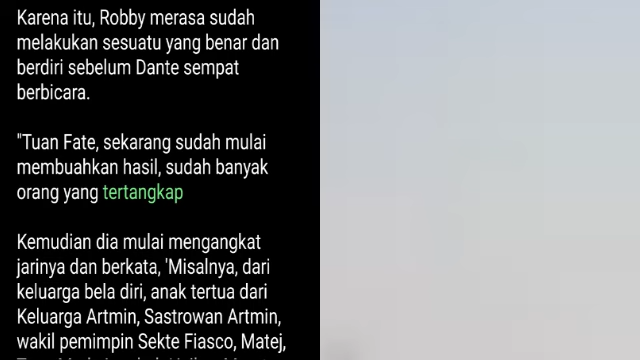 Karena itu, Robby merasa sudah
melakukan sesuatu yang benar dan
berdiri sebelum Dante sempat
berbicara.
"Tuan Fate, sekarang sudah mulai
membuahkan hasil, sudah banyak
orang yang tertangkap
Kemudian dia mulai mengangkat
jarinya dan berkata, 'Misalnya, dari
keluarga bela diri, anak tertua dari
Keluarga Artmin, Sastrowan Artmin,
wakil pemimpin Sekte Fiasco, Matej,